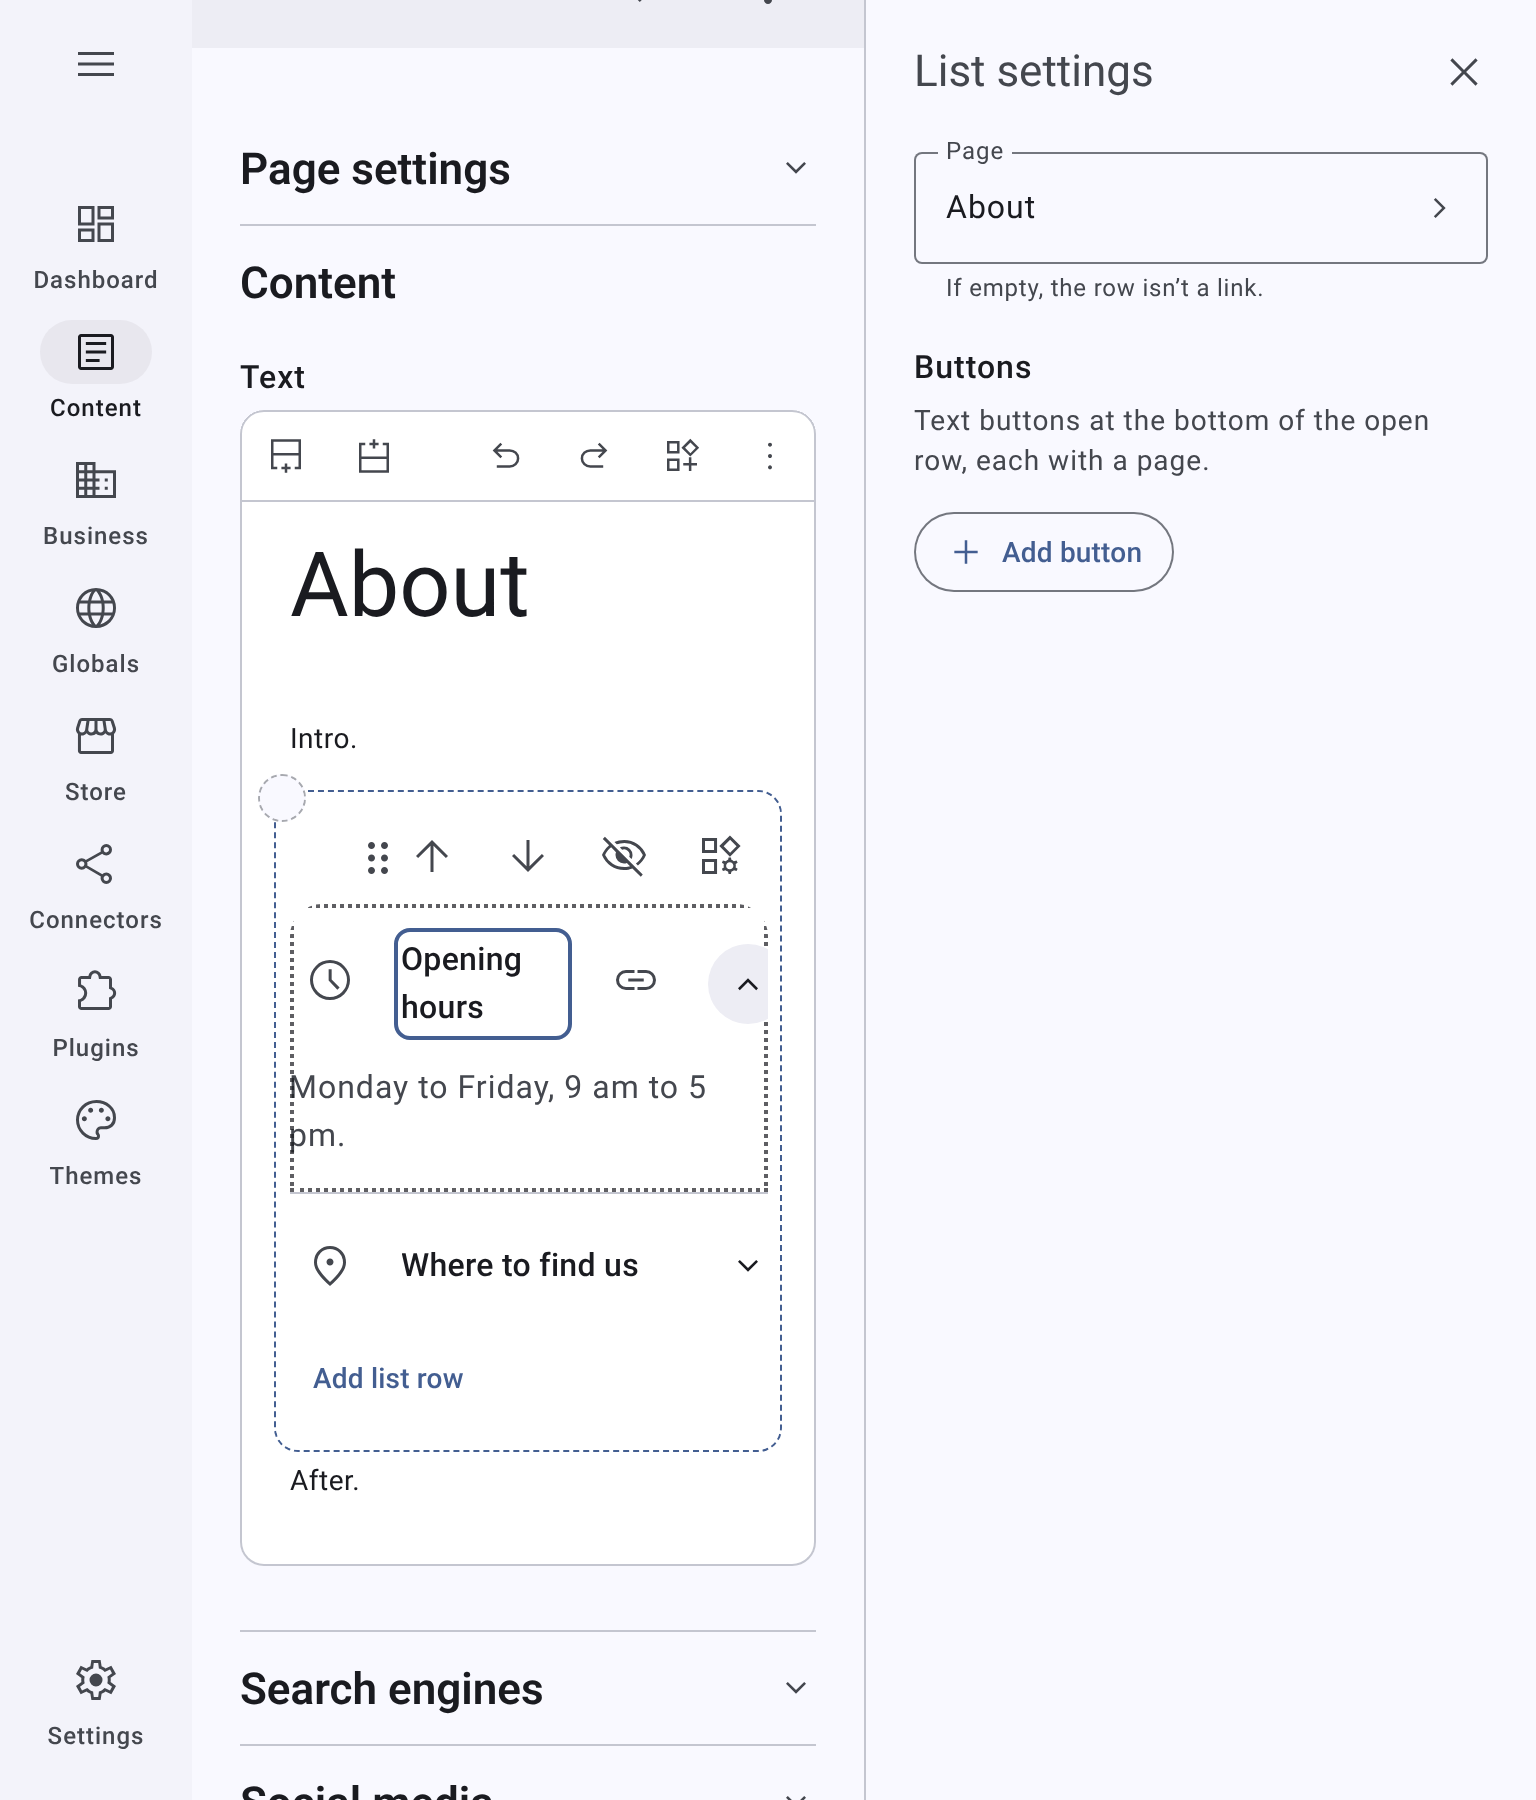 Dashboard
Content
Business
Globals
Store
Connectors
Plugins
Themes
Settings
Page settings
Content
Text
About
Intro.
Opening
hours
Monday to Friday, 9 am to 5
pm.
Where to find us
Add list row
After.
Search engines
Social media
List settings
Page
About
If empty, the row isn’t a link.
Buttons
Text buttons at the bottom of the open
row, each with a page.
Add button